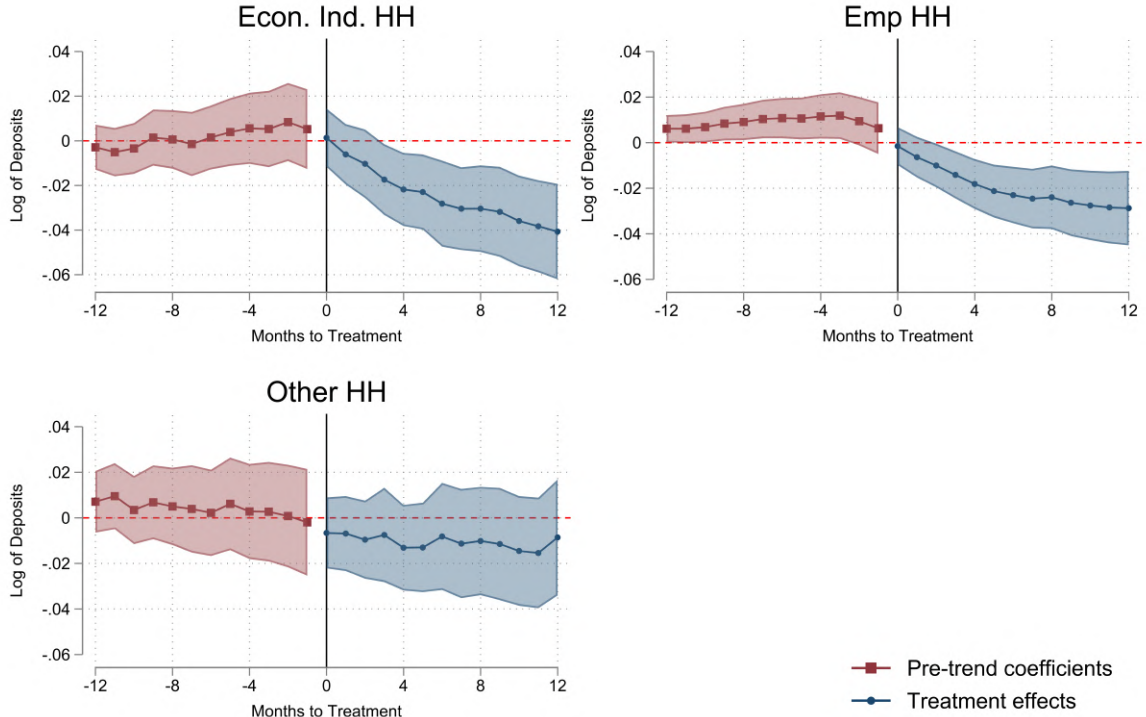 Econ. Ind. HH
.04
.02
0
-.02
-.04
-.06
Log of Deposits
-12 -8 -4 0 4 8 12
Months to Treatment
Emp HH
.04
.02
0
-.02
-.04
-.06
Log of Deposits
-12 -8 -4 0 4 8 12
Months to Treatment
Other HH
.04
.02
0
-.02
-.04
-.06
Log of Deposits
-12 -8 -4 0 4 8 12
Months to Treatment
Pre-trend coefficients
Treatment effects